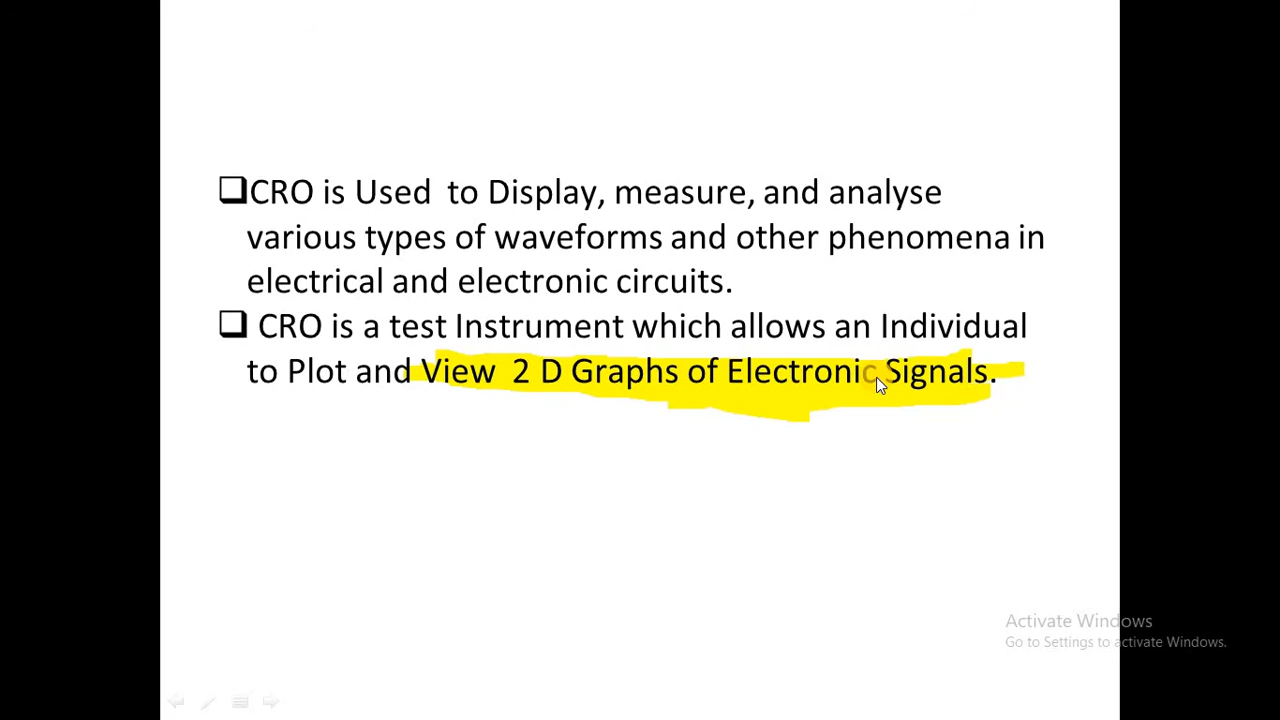 CRO is Used to Display, measure, and analyse
various types of waveforms and other phenomena in
electrical and electronic circuits.
CRO is a test Instrument which allows an Individual
to Plot and View 2 D Graphs of Electronic Signals.
Activate Windows
Go to Settings to activate Windows.